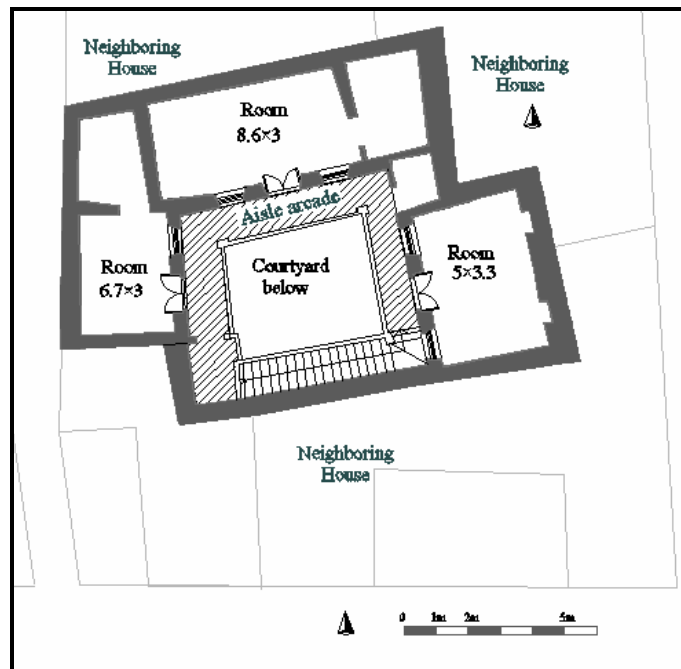 Neighboring
House
Neighboring
House
Room
8.6×3
Aisle arcade
Room
6.7×3
Courtyard
below
Room
5×3.3
Neighboring
House
0 1m 2m 5m